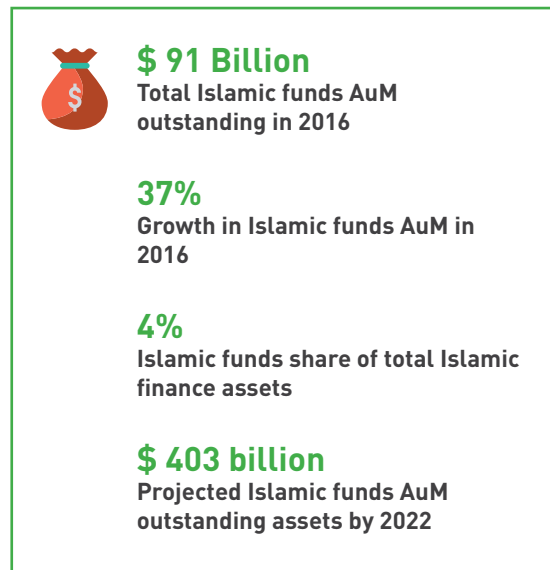 $
$ 91 Billion
Total Islamic funds AuM
outstanding in 2016
37%
Growth in Islamic funds AuM in
2016
4%
Islamic funds share of total Islamic
finance assets
$ 403 billion
Projected Islamic funds AuM
outstanding assets by 2022